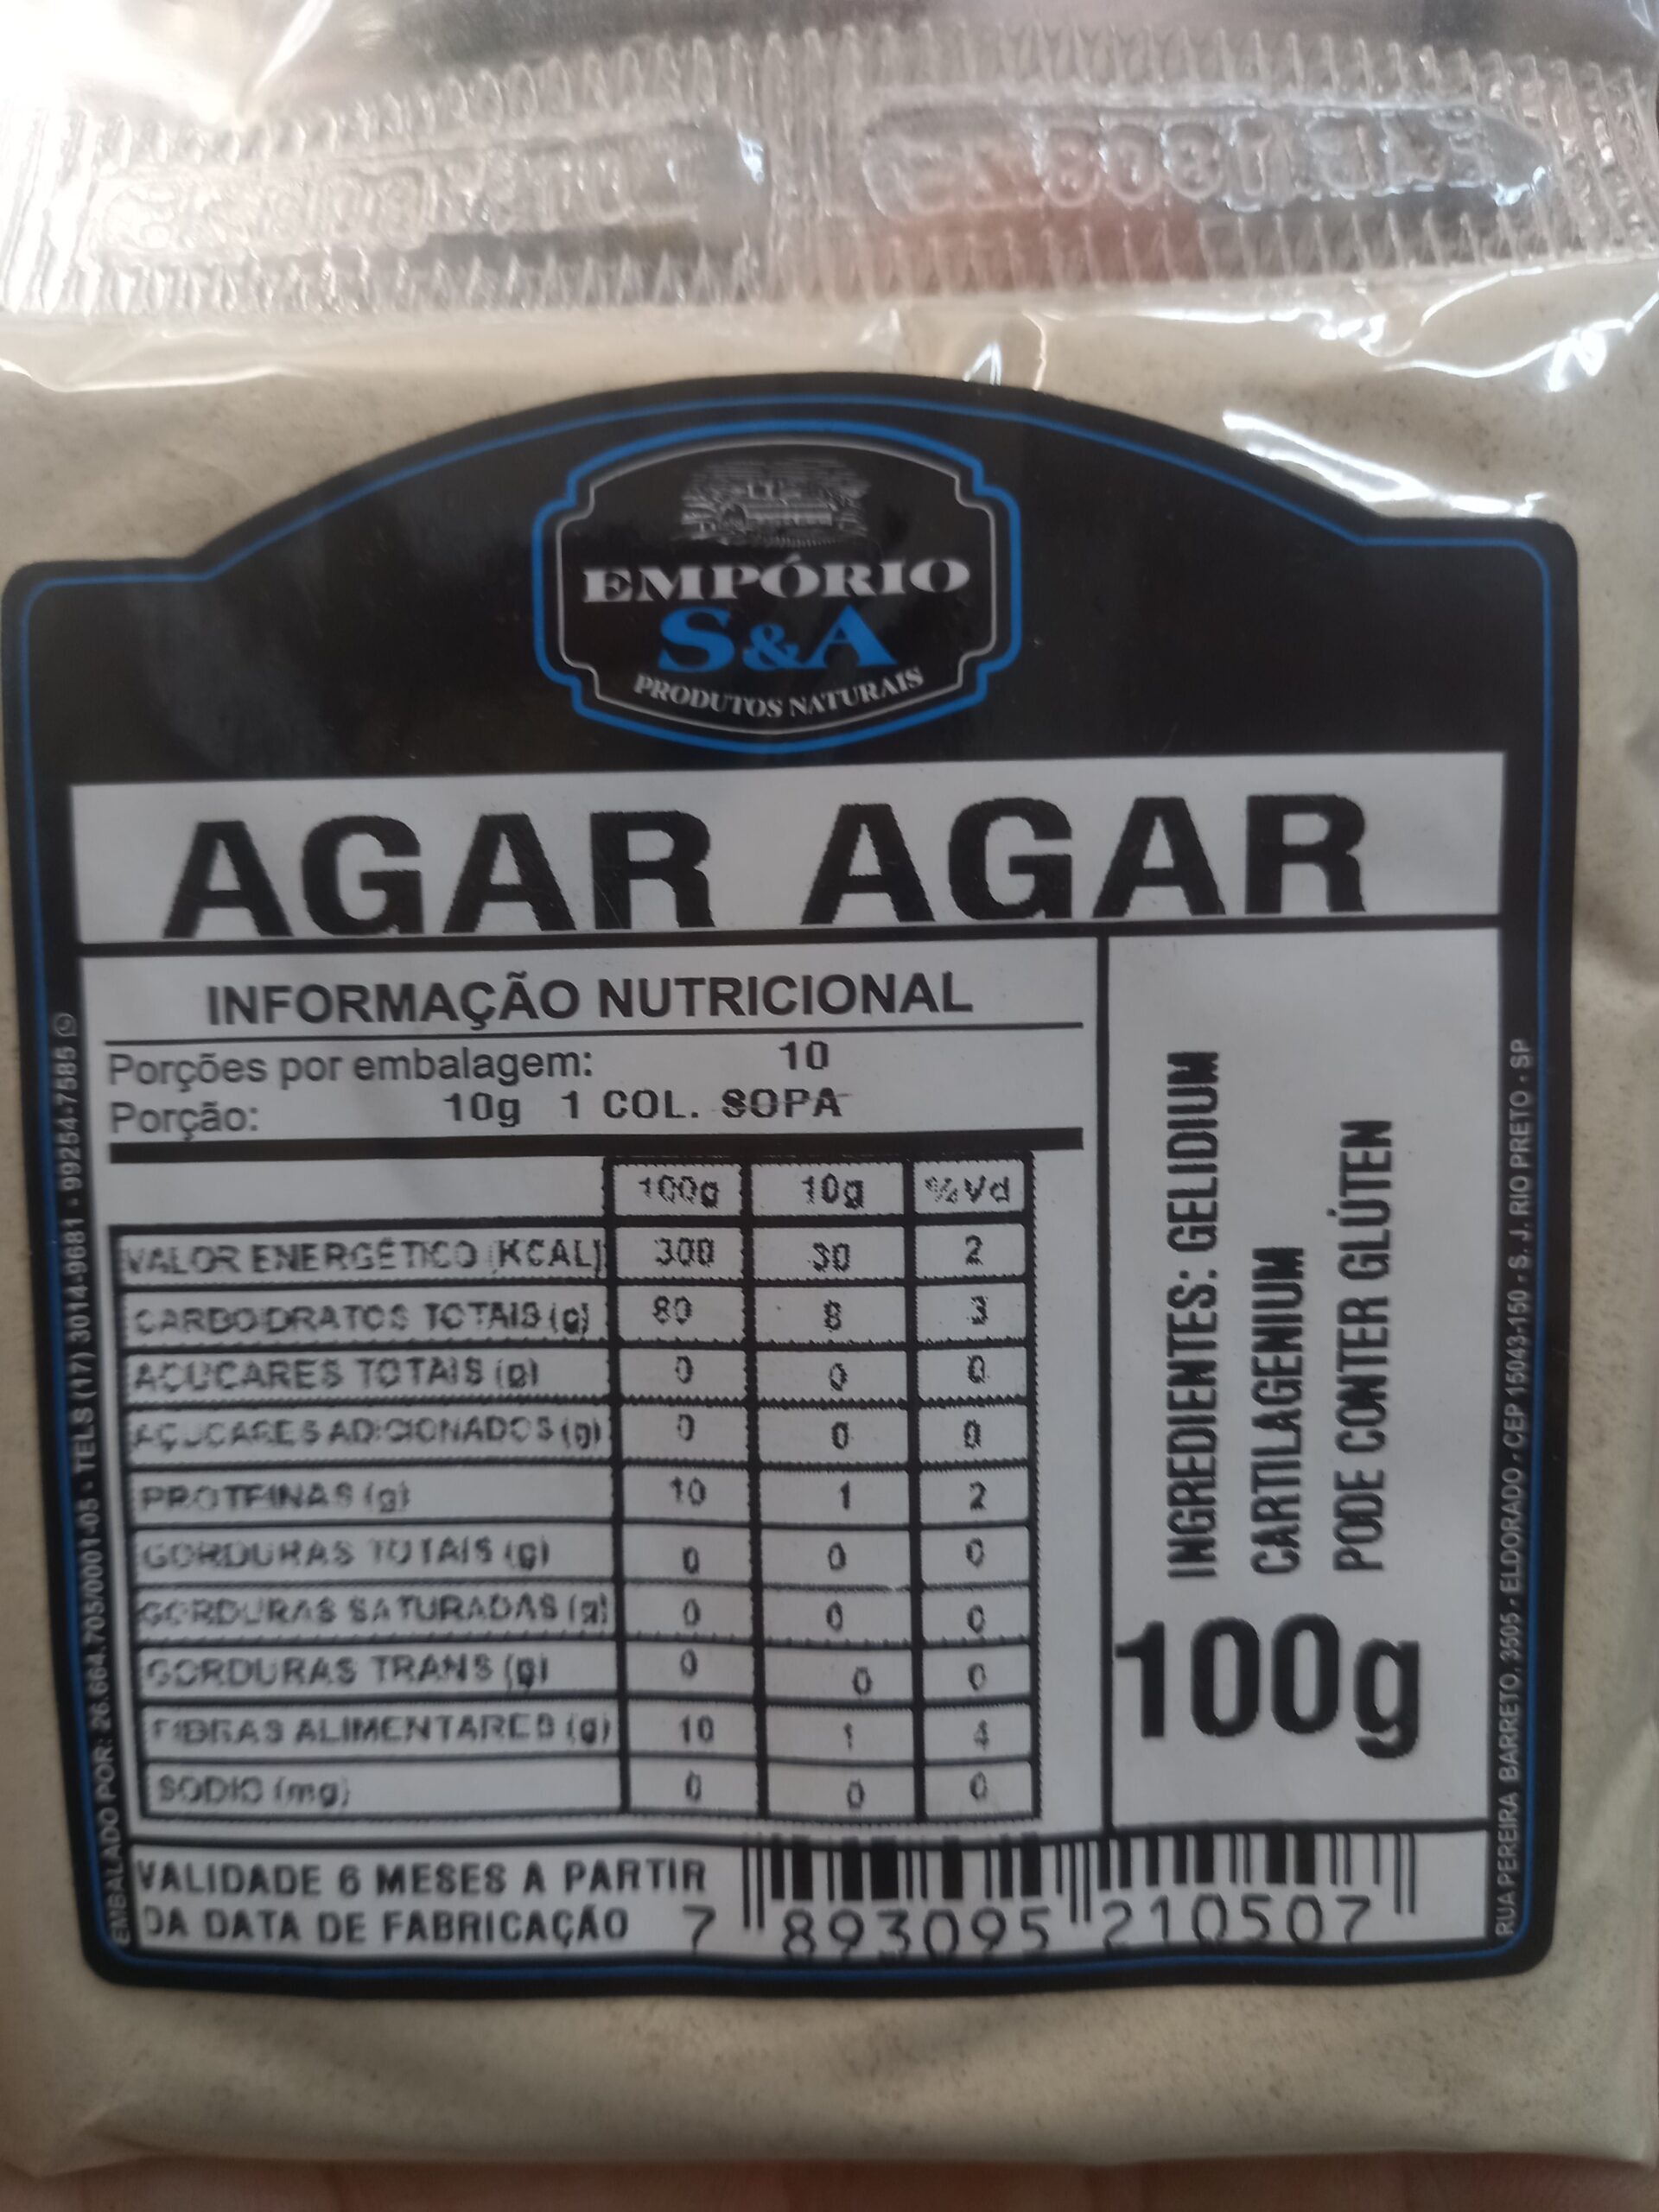 EMPÓRIO
S&A
PRODUTOS NATURAIS
AGAR AGAR
INFORMAÇÃO NUTRICIONAL
Porções por embalagem: 10
Porção: 10g 1 COL. SOPA
100g 10g %Vd
VALOR ENERGÉTICO (KCAL) 300 30 2
CARBOIDRATOS TOTAIS (g) 80 8 3
AÇUCARES TOTAIS (g) 0 0 0
AÇUCARES ADICIONADOS (g) 0 0 0
PROTEINAS (g) 10 1 2
GORDURAS TOTAIS (g) 0 0 0
GORDURAS SATURADAS (g) 0 0 0
GORDURAS TRANS (g) 0 0 0
FIBRAS ALIMENTARES (g) 10 1 4
SODIO (mg) 0 0 0
INGREDIENTES: GELIDIUM
CARTILAGENIUM
PODE CONTER GLÚTEN
100g
VALIDADE 6 MESES A PARTIR
DA DATA DE FABRICAÇÃO
7 893095 210507
EMBALADO POR: 26.664.705/0001-05 - TELS (17) 3014-9681 - 99254-7585
RUA PEREIRA BARRETO, 3505 - ELDORADO - CEP 15043-150 - S. J. RIO PRETO - SP